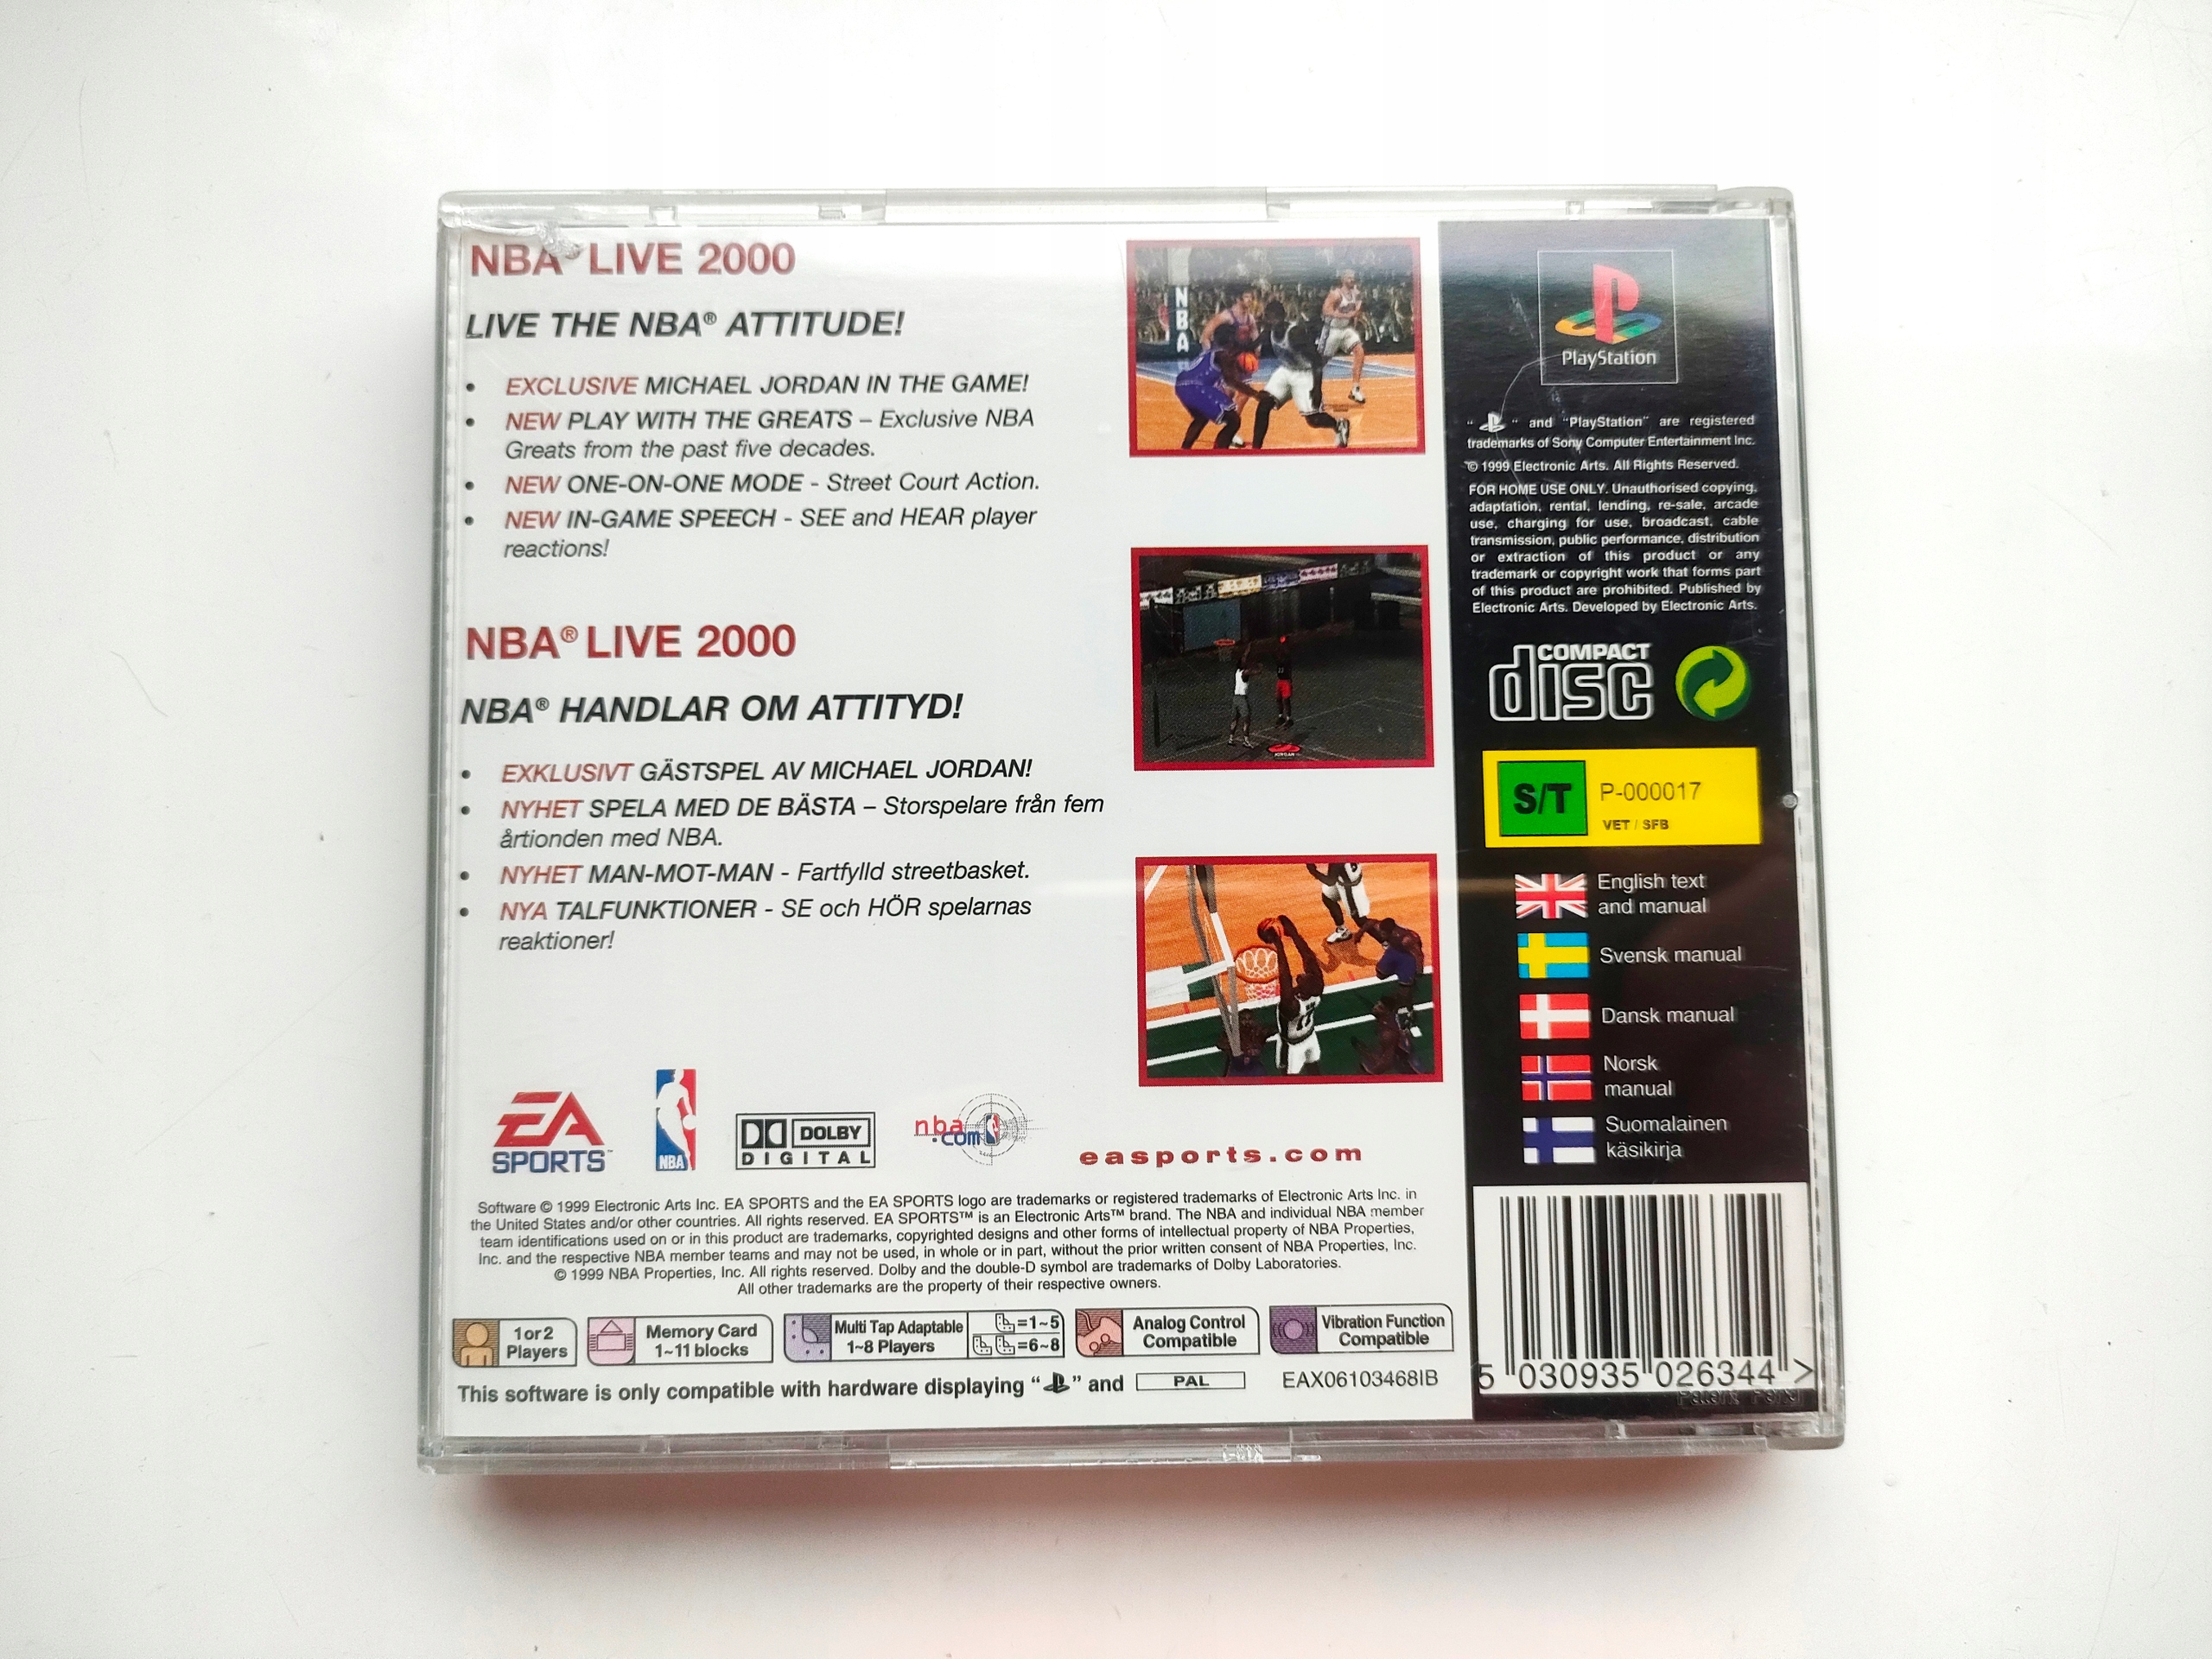 NBA® LIVE 2000
LIVE THE NBA® ATTITUDE!
• EXCLUSIVE MICHAEL JORDAN IN THE GAME!
• NEW PLAY WITH THE GREATS – Exclusive NBA
Greats from the past five decades.
• NEW ONE-ON-ONE MODE - Street Court Action.
• NEW IN-GAME SPEECH - SEE and HEAR player
reactions!
NBA® LIVE 2000
NBA® HANDLAR OM ATTITYD!
• EXKLUSIVT GÄSTSPEL AV MICHAEL JORDAN!
• NYHET SPELA MED DE BÄSTA – Storspelare från fem
årtionden med NBA.
• NYHET MAN-MOT-MAN - Fartfylld streetbasket.
• NYA TALFUNKTIONER - SE och HÖR spelarnas
reaktioner!
NBA
JORDAN
EA
SPORTS™
NBA
DOLBY
DIGITAL
nba
.com
easports.com
Software © 1999 Electronic Arts Inc. EA SPORTS and the EA SPORTS logo are trademarks or registered trademarks of Electronic Arts Inc. in
the United States and/or other countries. All rights reserved. EA SPORTS™ is an Electronic Arts™ brand. The NBA and individual NBA member
team identifications used on or in this product are trademarks, copyrighted designs and other forms of intellectual property of NBA Properties,
Inc. and the respective NBA member teams and may not be used, in whole or in part, without the prior written consent of NBA Properties, Inc.
© 1999 NBA Properties, Inc. All rights reserved. Dolby and the double-D symbol are trademarks of Dolby Laboratories.
All other trademarks are the property of their respective owners.
1 or 2
Players
Memory Card
1~11 blocks
Multi Tap Adaptable
1~8 Players
=1~5
=6~8
Analog Control
Compatible
Vibration Function
Compatible
This software is only compatible with hardware displaying “ ” and PAL
EAX06103468IB
PlayStation
“ ” and “PlayStation” are registered
trademarks of Sony Computer Entertainment Inc.
© 1999 Electronic Arts. All Rights Reserved.
FOR HOME USE ONLY. Unauthorised copying,
adaptation, rental, lending, re-sale, arcade
use, charging for use, broadcast, cable
transmission, public performance, distribution
or extraction of this product or any
trademark or copyright work that forms part
of this product are prohibited. Published by
Electronic Arts. Developed by Electronic Arts.
COMPACT
disc
S/T
P-000017
VET / SFB
English text
and manual
Svensk manual
Dansk manual
Norsk
manual
Suomalainen
käsikirja
5 030935 026344 >